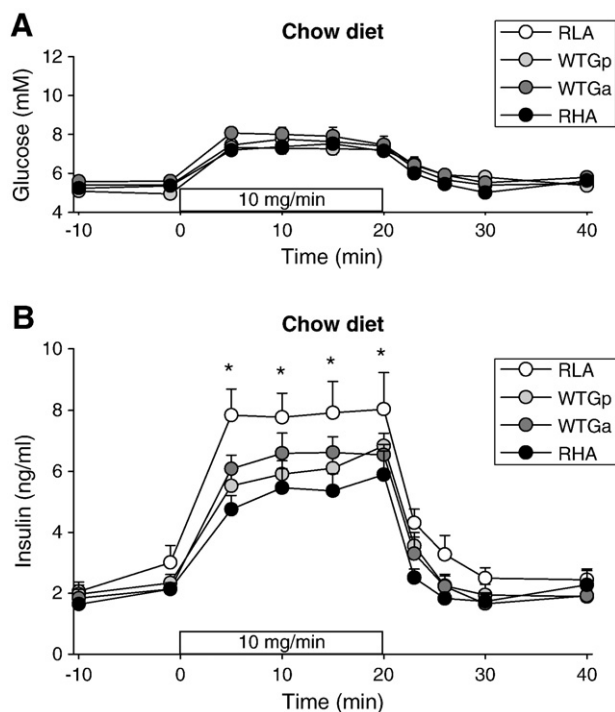 A
Chow diet
RLA
WTGp
WTGa
RHA
Glucose (mM)
12
10
8
6
4
10 mg/min
-10 0 10 20 30 40
Time (min)
B
Chow diet
RLA
WTGp
WTGa
RHA
Insulin (ng/ml)
10
8
6
4
2
0
* * * *
10 mg/min
-10 0 10 20 30 40
Time (min)